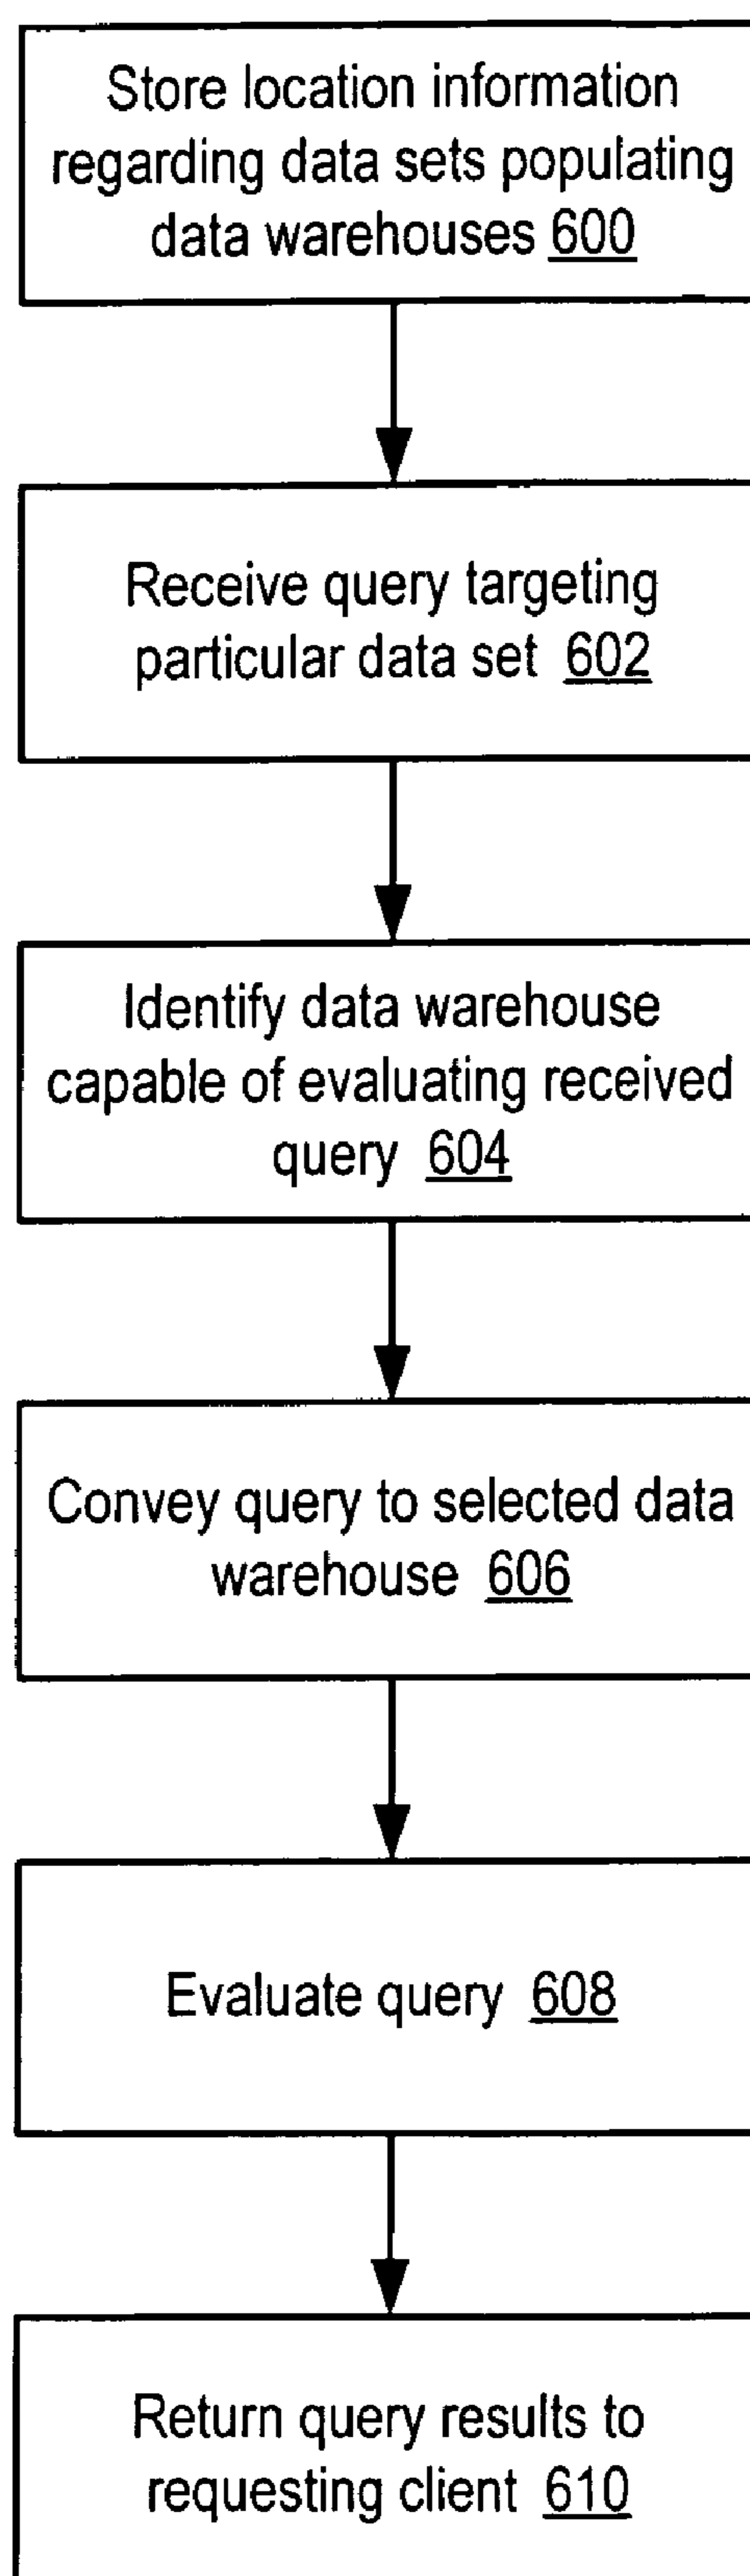 Store location information
regarding data sets populating
data warehouses 600
Receive query targeting
particular data set 602
Identify data warehouse
capable of evaluating received
query 604
Convey query to selected data
warehouse 606
Evaluate query 608
Return query results to
requesting client 610